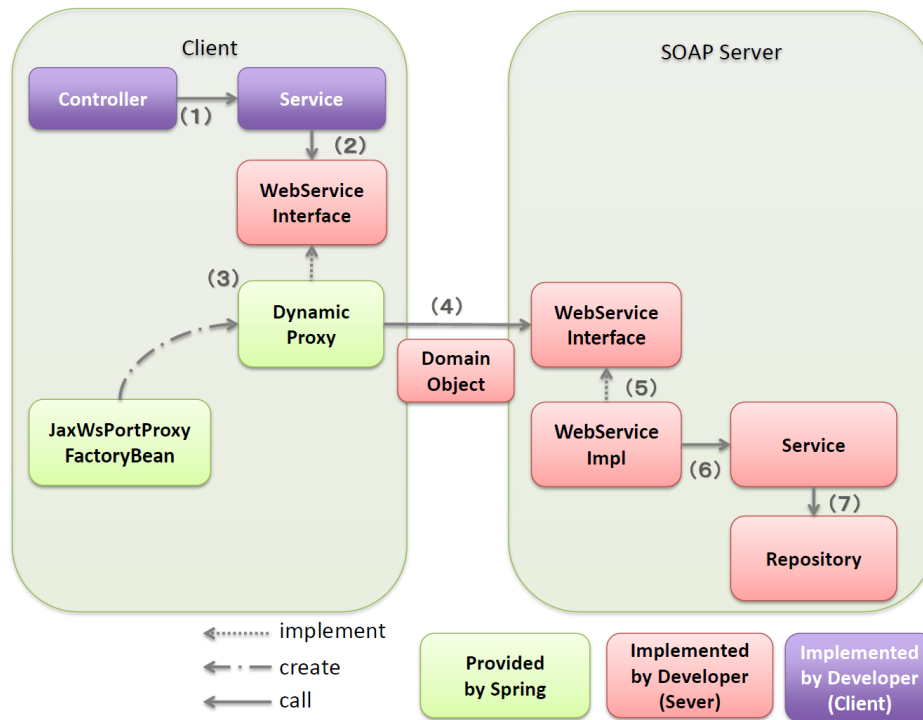 Client
Controller
(1)
Service
(2)
WebService
Interface
(3)
Dynamic
Proxy
JaxWsPortProxy
FactoryBean
(4)
Domain
Object
SOAP Server
WebService
Interface
(5)
WebService
Impl
(6)
Service
(7)
Repository
implement
create
call
Provided
by Spring
Implemented
by Developer
(Sever)
Implemented
by Developer
(Client)